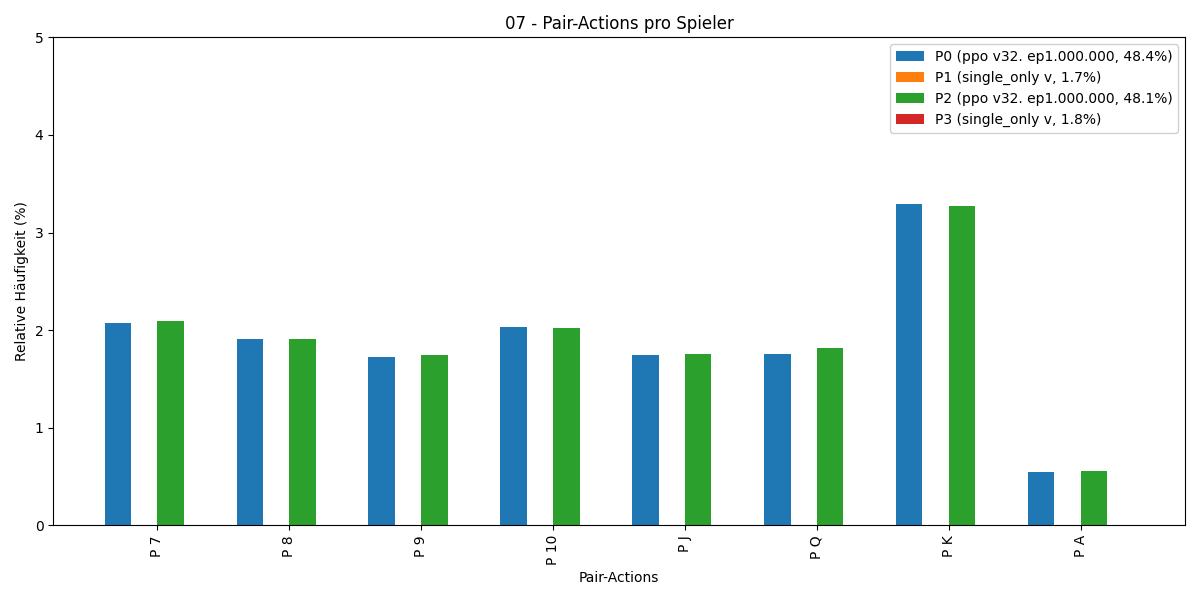 07 - Pair-Actions pro Spieler
P0 (ppo v32. ep1.000.000, 48.4%)
P1 (single_only v, 1.7%)
P2 (ppo v32. ep1.000.000, 48.1%)
P3 (single_only v, 1.8%)
Relative Häufigkeit (%)
5
4
3
2
1
0
P 7
P 8
P 9
P 10
P J
P Q
P K
P A
Pair-Actions